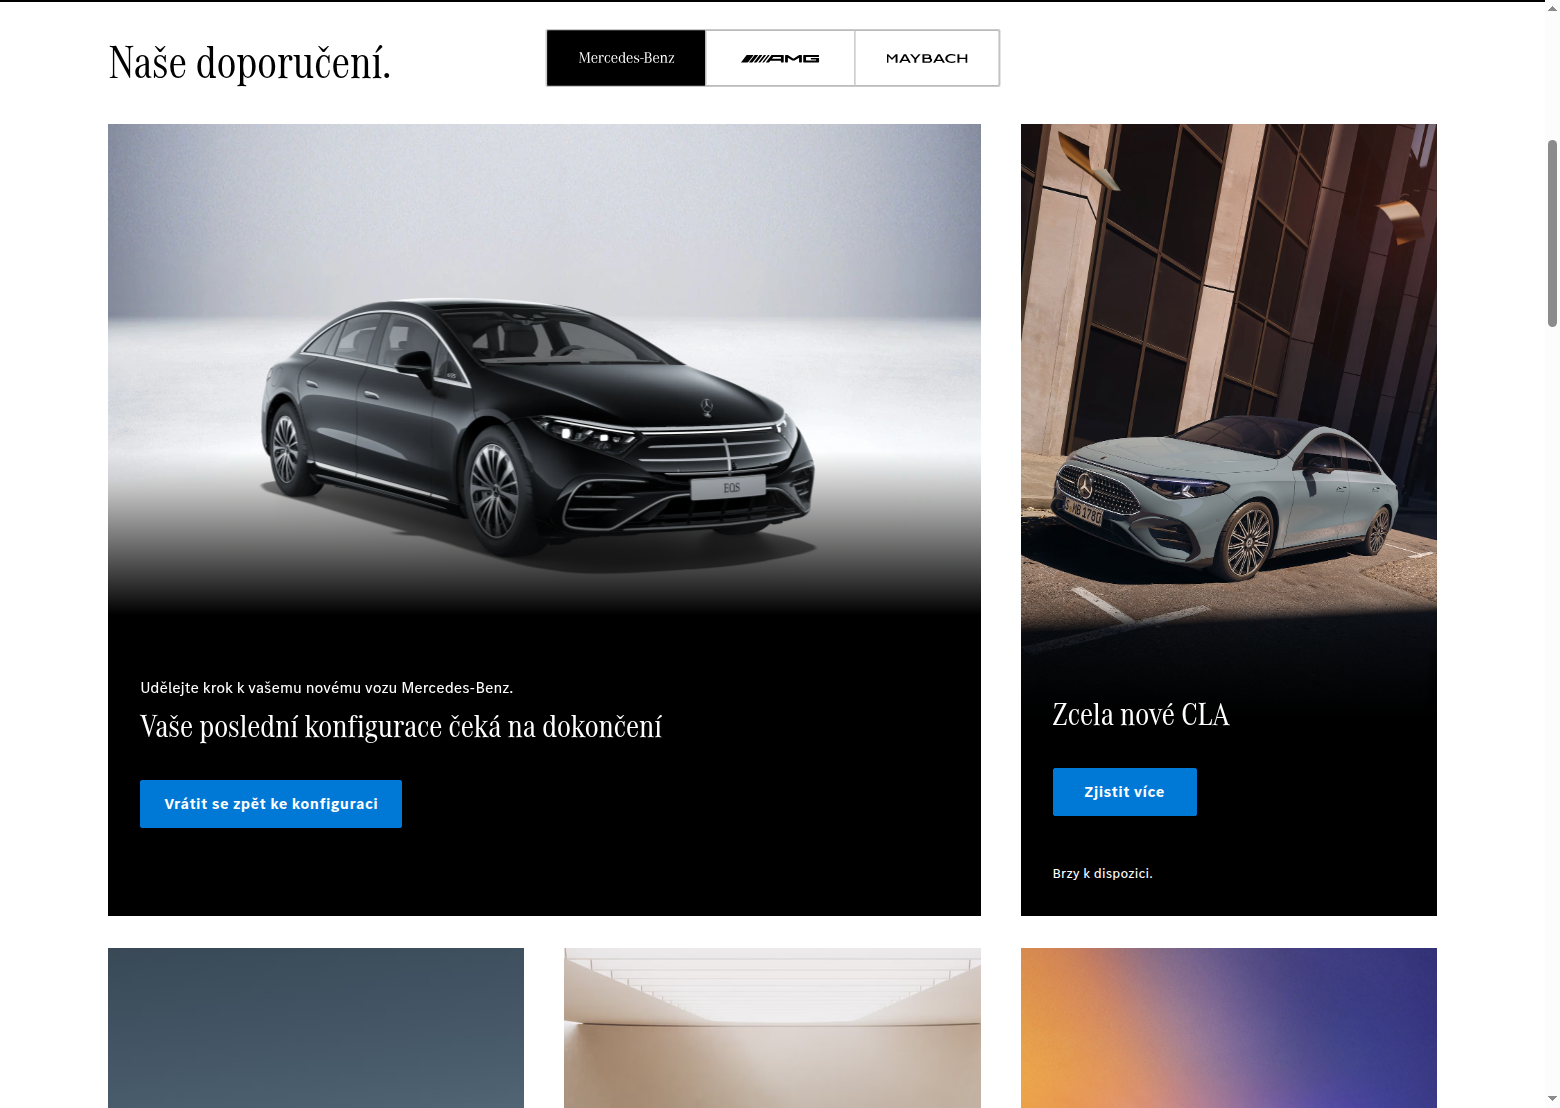 Naše doporučení.
Mercedes-Benz
AMG
MAYBACH
EQS
Udělejte krok k vašemu novému vozu Mercedes-Benz.
Vaše poslední konfigurace čeká na dokončení
Vrátit se zpět ke konfiguraci
Zcela nové CLA
Zjistit více
Brzy k dispozici.